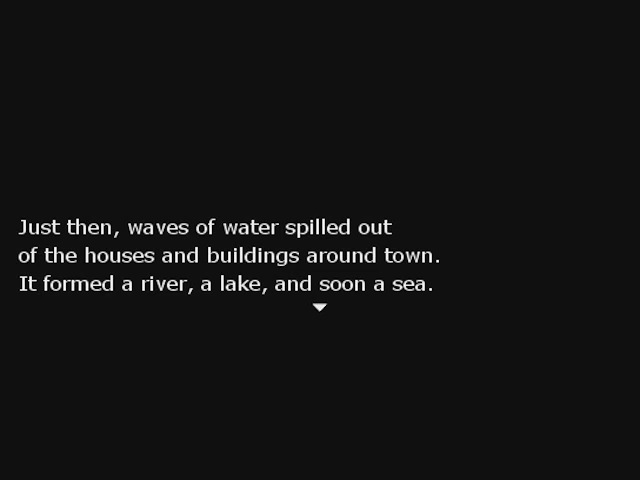 Just then, waves of water spilled out
of the houses and buildings around town.
It formed a river, a lake, and soon a sea.